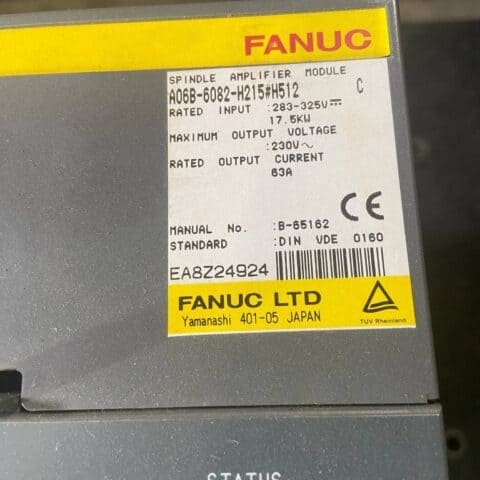 FANUC
SPINDLE AMPLIFIER MODULE
A06B-6082-H215#H512 C
RATED INPUT :283-325V⎓
17.5KW
MAXIMUM OUTPUT VOLTAGE
:230V~
RATED OUTPUT CURRENT
63A
MANUAL No. :B-65162
STANDARD :DIN VDE 0160
CE
EA8Z24924
FANUC LTD
Yamanashi 401-05 JAPAN
TUV Rheinland
STATUS